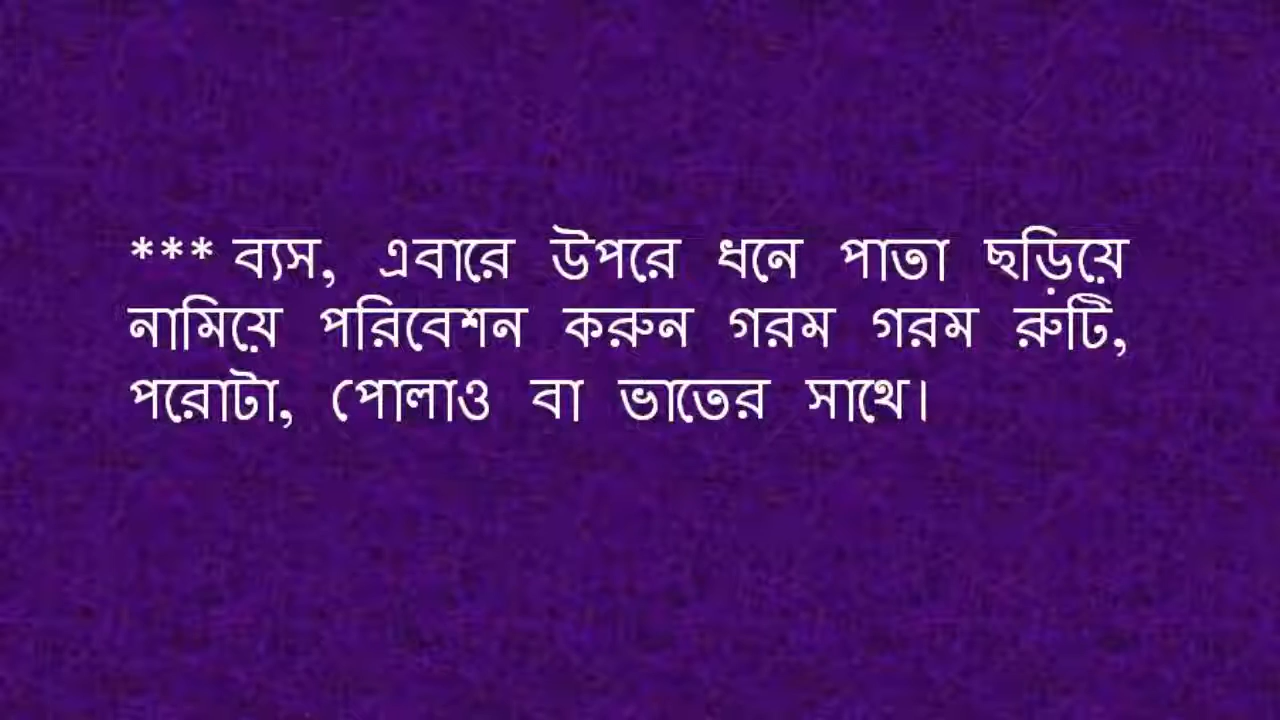 *** ব্যস, এবারে উপরে ধনে পাতা ছড়িয়ে
নামিয়ে পরিবেশন করুন গরম গরম রুটি,
পরোটা, পোলাও বা ভাতের সাথে।